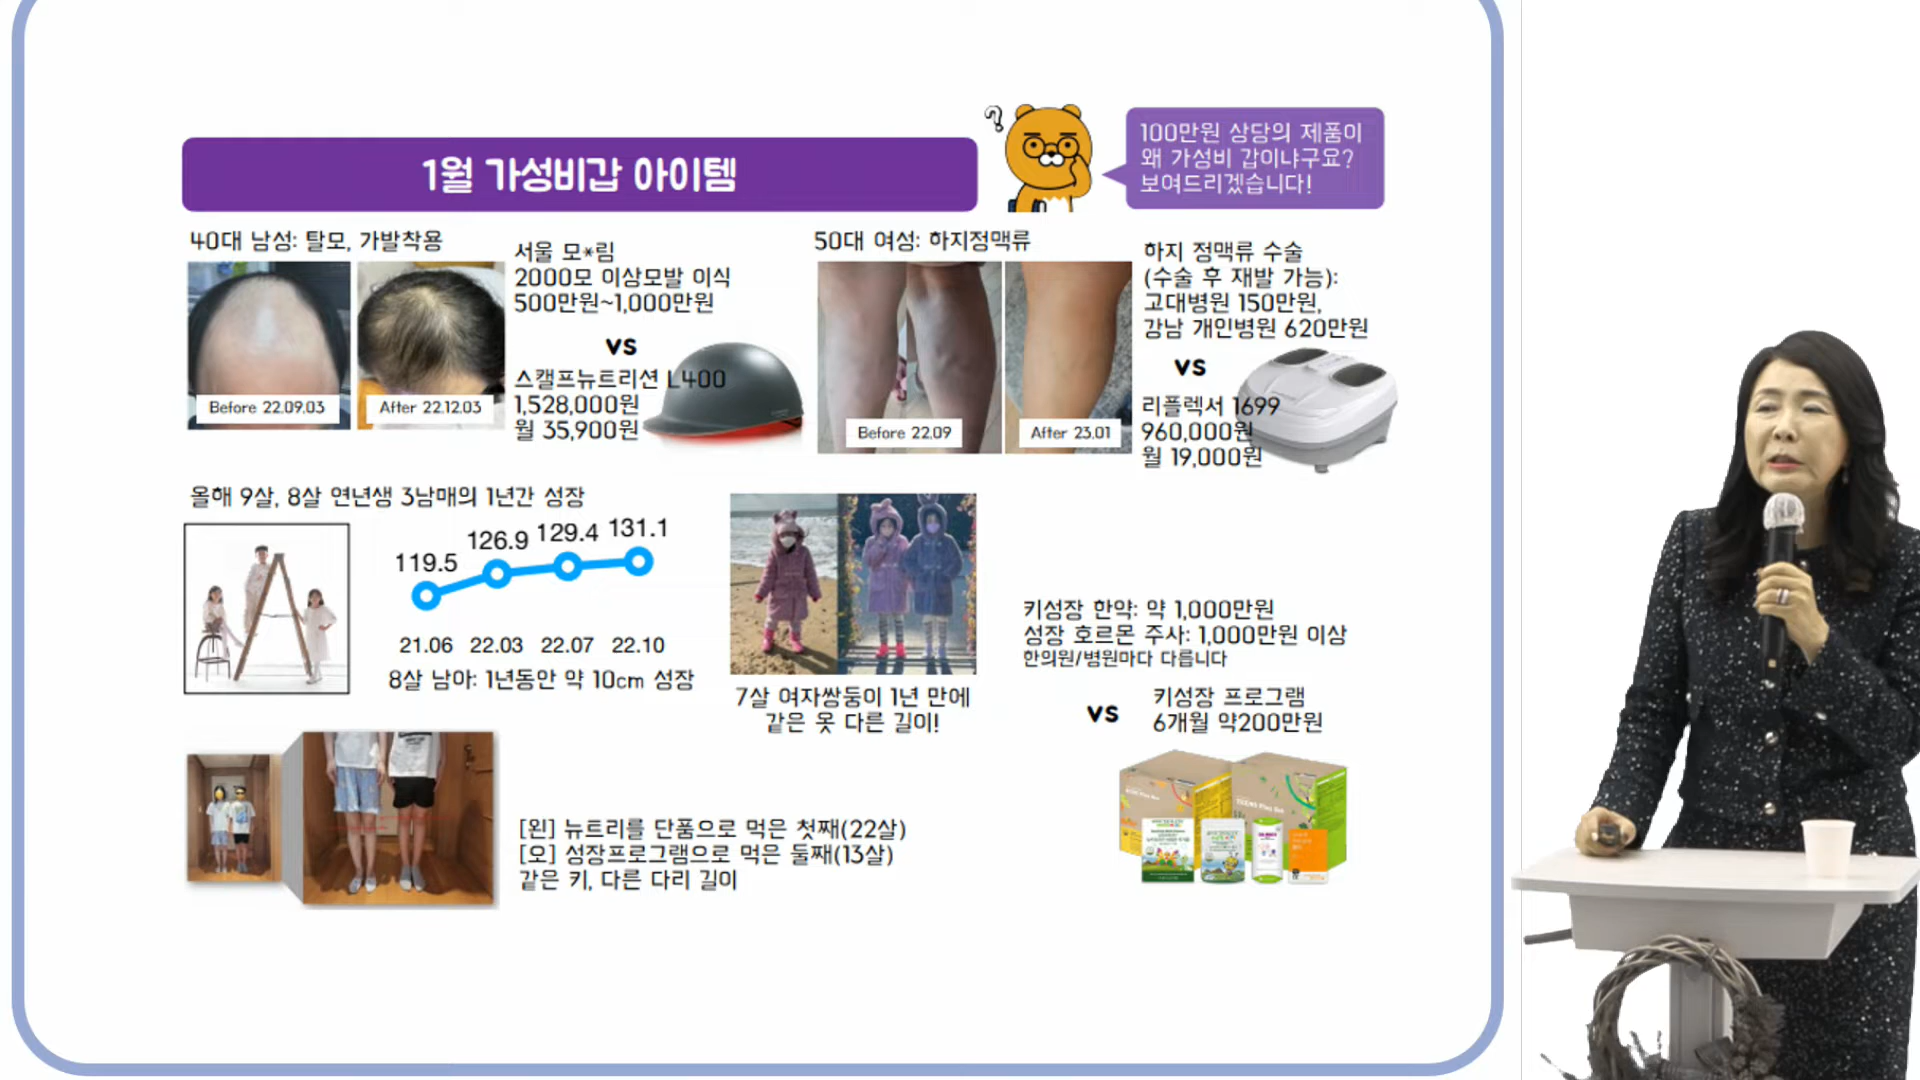 1월 가성비갑 아이템
?
100만원 상당의 제품이
왜 가성비 갑이냐구요?
보여드리겠습니다!
40대 남성: 탈모, 가발착용
Before 22.09.03
After 22.12.03
서울 모*림
2000모 이상모발 이식
500만원~1,000만원
vs
스캘프뉴트리션 L400
1,528,000원
월 35,900원
50대 여성: 하지정맥류
Before 22.09
After 23.01
하지 정맥류 수술
(수술 후 재발 가능):
고대병원 150만원,
강남 개인병원 620만원
vs
리플렉서 1699
960,000원
월 19,000원
올해 9살, 8살 연년생 3남매의 1년간 성장
119.5 126.9 129.4 131.1
21.06 22.03 22.07 22.10
8살 남아: 1년동안 약 10cm 성장
7살 여자쌍둥이 1년 만에
같은 옷 다른 길이!
키성장 한약: 약 1,000만원
성장 호르몬 주사: 1,000만원 이상
한의원/병원마다 다릅니다
vs
키성장 프로그램
6개월 약200만원
[왼] 뉴트리를 단품으로 먹은 첫째(22살)
[오] 성장프로그램으로 먹은 둘째(13살)
같은 키, 다른 다리 길이